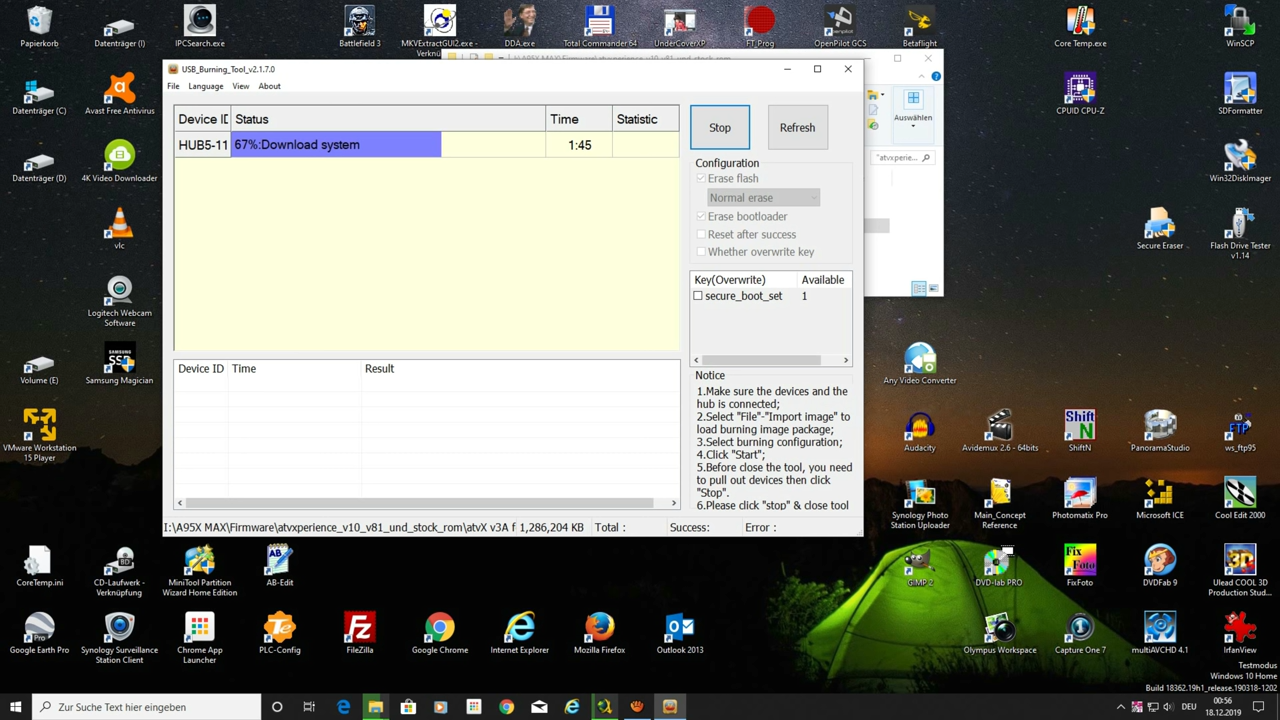 Papierkorb
Datenträger (I)
IPCSearch.exe
Battlefield 3
MKVExtractGUI2.exe -
Verknü
DDA.exe
Total Commander 64
UnderCoverXP
FT_Prog
OpenPilot GCS
Betaflight
Core Temp.exe
WinSCP
USB_Burning_Tool_v2.1.7.0
File Language View About
Device ID Status Time Statistic
HUB5-11 67%:Download system 1:45
Stop
Refresh
Configuration
Erase flash
Normal erase
Erase bootloader
Reset after success
Whether overwrite key
Key(Overwrite) Available
secure_boot_set 1
Device ID Time Result
Notice
1.Make sure the devices and the
hub is connected;
2.Select "File"-"Import image" to
load burning image package;
3.Select burning configuration;
4.Click "Start";
5.Before close the tool, you need
to pull out devices then click
"Stop".
6.Please click "stop" & close tool
I:\A95X MAX\Firmware\atvxperience_v10_v81_und_stock_rom\atvX v3A f 1,286,204 KB Total : Success: Error :
Auswählen
"atvxperie...
Datenträger (C)
Avast Free Antivirus
CPUID CPU-Z
SDFormatter
Datenträger (D)
4K Video Downloader
Win32DiskImager
vlc
Secure Eraser
Flash Drive Tester
v1.14
Logitech Webcam
Software
Volume (E)
SAMSUNG
SSD
Samsung Magician
Any Video Converter
VMware Workstation
15 Player
Audacity
Avidemux 2.6 - 64bits
Shift
N
ShiftN
PanoramaStudio
FTP
ws_ftp95
Synology Photo
Station Uploader
Main_Concept
Reference
Photomatix Pro
Microsoft ICE
Cool Edit 2000
CoreTemp.ini
BD
CD-Laufwerk -
Verknüpfung
MiniTool Partition
Wizard Home Edition
AB-
AB-Edit
GIMP 2
DVD-lab PRO
Fix
Foto
FixFoto
DVDFab 9
3D
Ulead COOL 3D
Production Stud...
Pro
Google Earth Pro
Synology Surveillance
Station Client
Chrome App
Launcher
PLC-Config
FileZilla
Google Chrome
Internet Explorer
Mozilla Firefox
Outlook 2013
Olympus Workspace
Capture One 7
multiAVCHD 4.1
IrfanView
Testmodus
Windows 10 Home
Build 18362.19h1_release.190318-1202
Zur Suche Text hier eingeben
DEU
00:56
18.12.2019